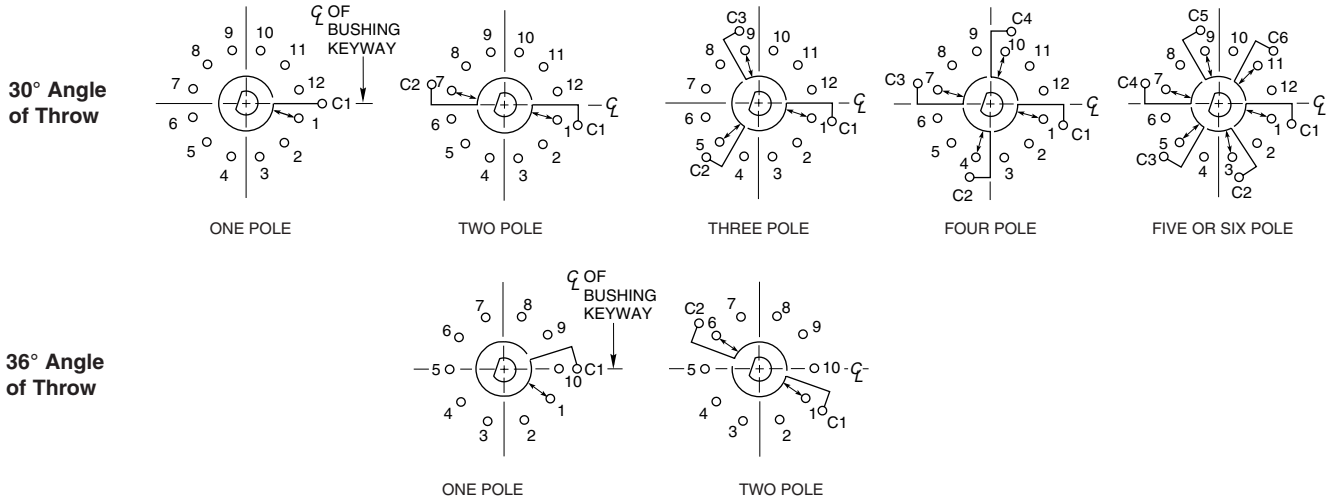 30° Angle
of Throw
℄ OF
BUSHING
KEYWAY
9 10
8 11
7 12
C1
6 1
5 2
4 3
ONE POLE
9 10
8 11
C2 7 12
℄
6 1 C1
5 2
4 3
TWO POLE
C3
9 10
8 11
7 12
℄
6 1 C1
5 2
C2 4 3
THREE POLE
C4
9 10
8 11
C3 7 12
℄
6 1 C1
5 2
4 3
C2
FOUR POLE
C5
9 10 C6
8 11
C4 7 12
℄
6 1 C1
5 2
C3 4 3
C2
FIVE OR SIX POLE
36° Angle
of Throw
℄ OF
BUSHING
KEYWAY
7 8
6 9
5 10 C1
4 1
3 2
ONE POLE
C2 7 8
6 9
5 10 ℄
4 1 C1
3 2
TWO POLE